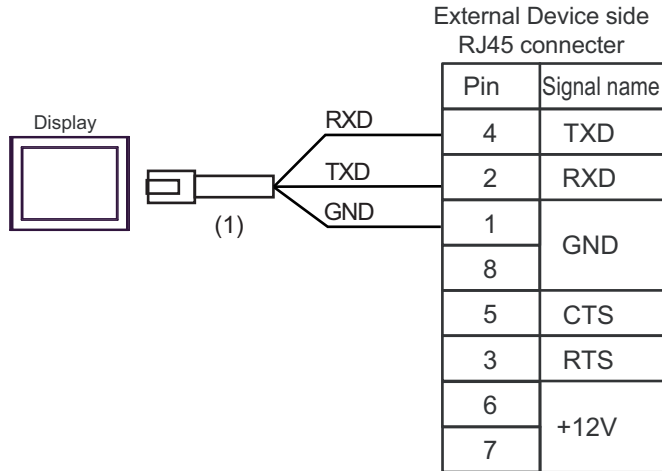 External Device side
RJ45 connecter
Pin Signal name
Display
RXD 4 TXD
TXD 2 RXD
GND 1
GND
8
(1)
5 CTS
3 RTS
6
+12V
7